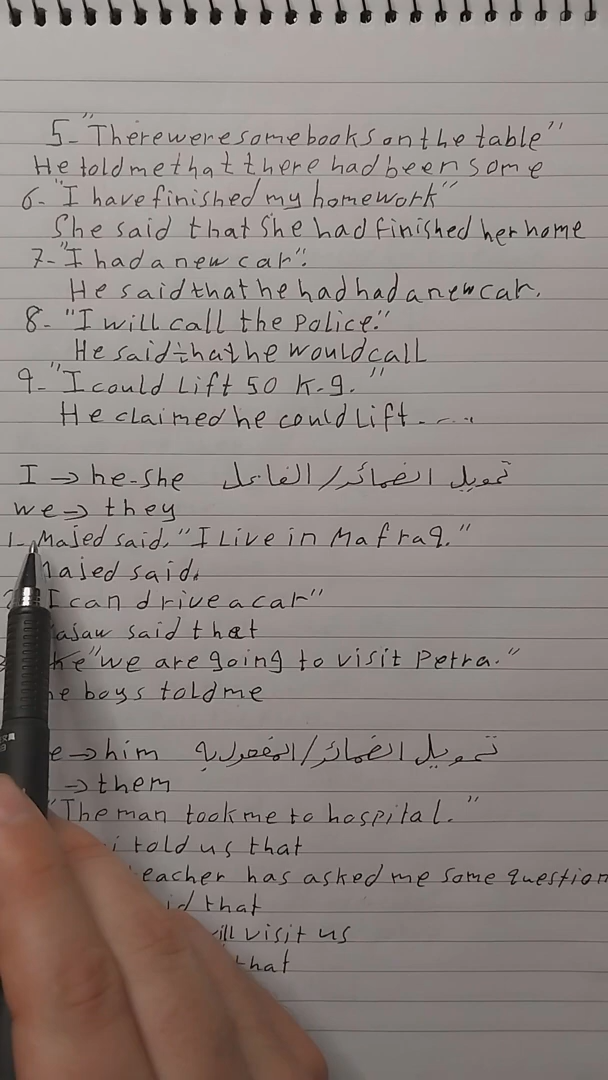 5- "There were some books on the table"
He told me that there had been some
6- "I have finished my homework"
She said that she had finished her home
7- "I had a new car".
He said that he had had a new car.
8- "I will call the Police."
He said that he would call
9- "I could Lift 50 K.g."
He claimed he could Lift ....
I → he-she تحويل الضمائر/الفاعل
we → they
1- Majed said, "I Live in Mafraq."
Majed said,
I can drive a car"
said that
"we are going to visit Petra."
boys told me
→ him تحويل الضمائر/المفعول به
→ them
"The man took me to hospital."
told us that
eacher has asked me some question
that
will visit us
that